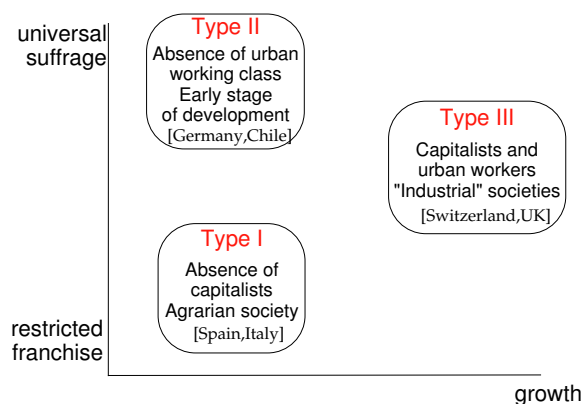 universal
suffrage
Type II
Absence of urban
working class
Early stage
of development
[Germany,Chile]
Type III
Capitalists and
urban workers
"Industrial" societies
[Switzerland,UK]
Type I
Absence of
capitalists
Agrarian society
[Spain,Italy]
restricted
franchise
growth